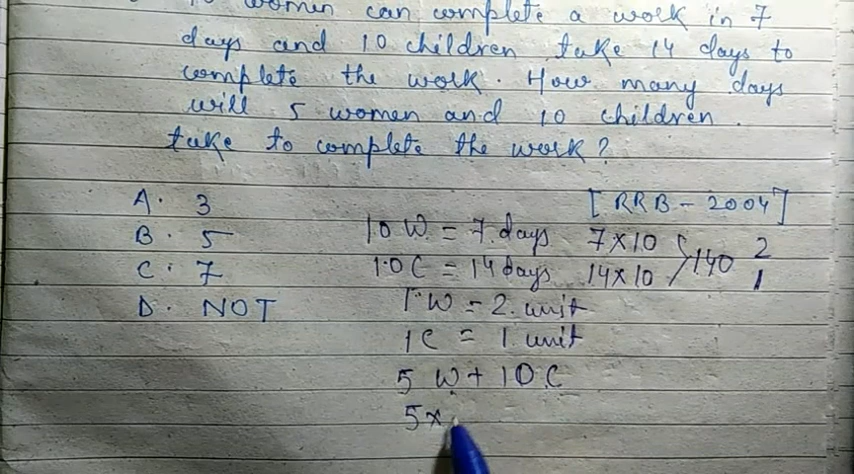 10 women can complete a work in 7
days and 10 children take 14 days to
complete the work. How many days
will 5 women and 10 children
take to complete the work?
[RRB - 2004]
A. 3
B. 5
C. 7
D. NOT
10 W = 7 days 7×10 } 140 2
10 C = 14 days 14×10 1
1 W = 2 unit
1 C = 1 unit
5 W + 10 C
5×